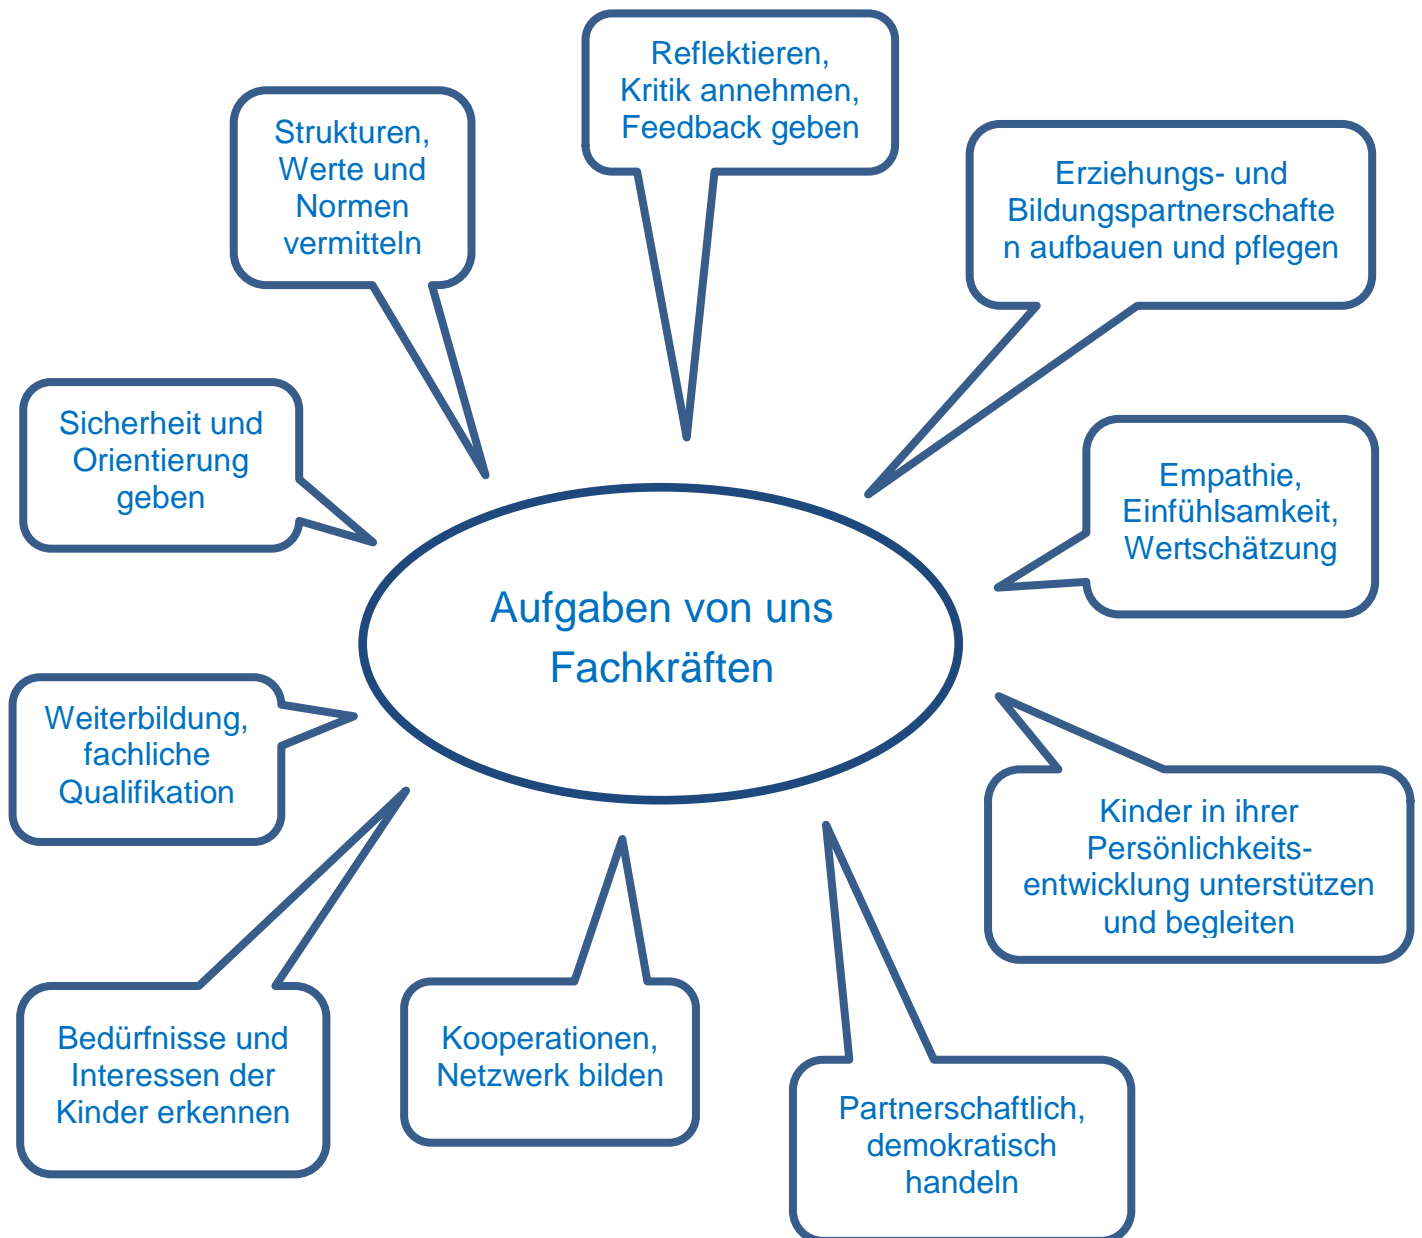 Reflektieren,
Kritik annehmen,
Feedback geben
Strukturen,
Werte und
Normen
vermitteln
Erziehungs- und
Bildungspartnerschafte
n aufbauen und pflegen
Sicherheit und
Orientierung
geben
Empathie,
Einfühlsamkeit,
Wertschätzung
Aufgaben von uns
Fachkräften
Weiterbildung,
fachliche
Qualifikation
Kinder in ihrer
Persönlichkeits-
entwicklung unterstützen
und begleiten
Bedürfnisse und
Interessen der
Kinder erkennen
Kooperationen,
Netzwerk bilden
Partnerschaftlich,
demokratisch
handeln